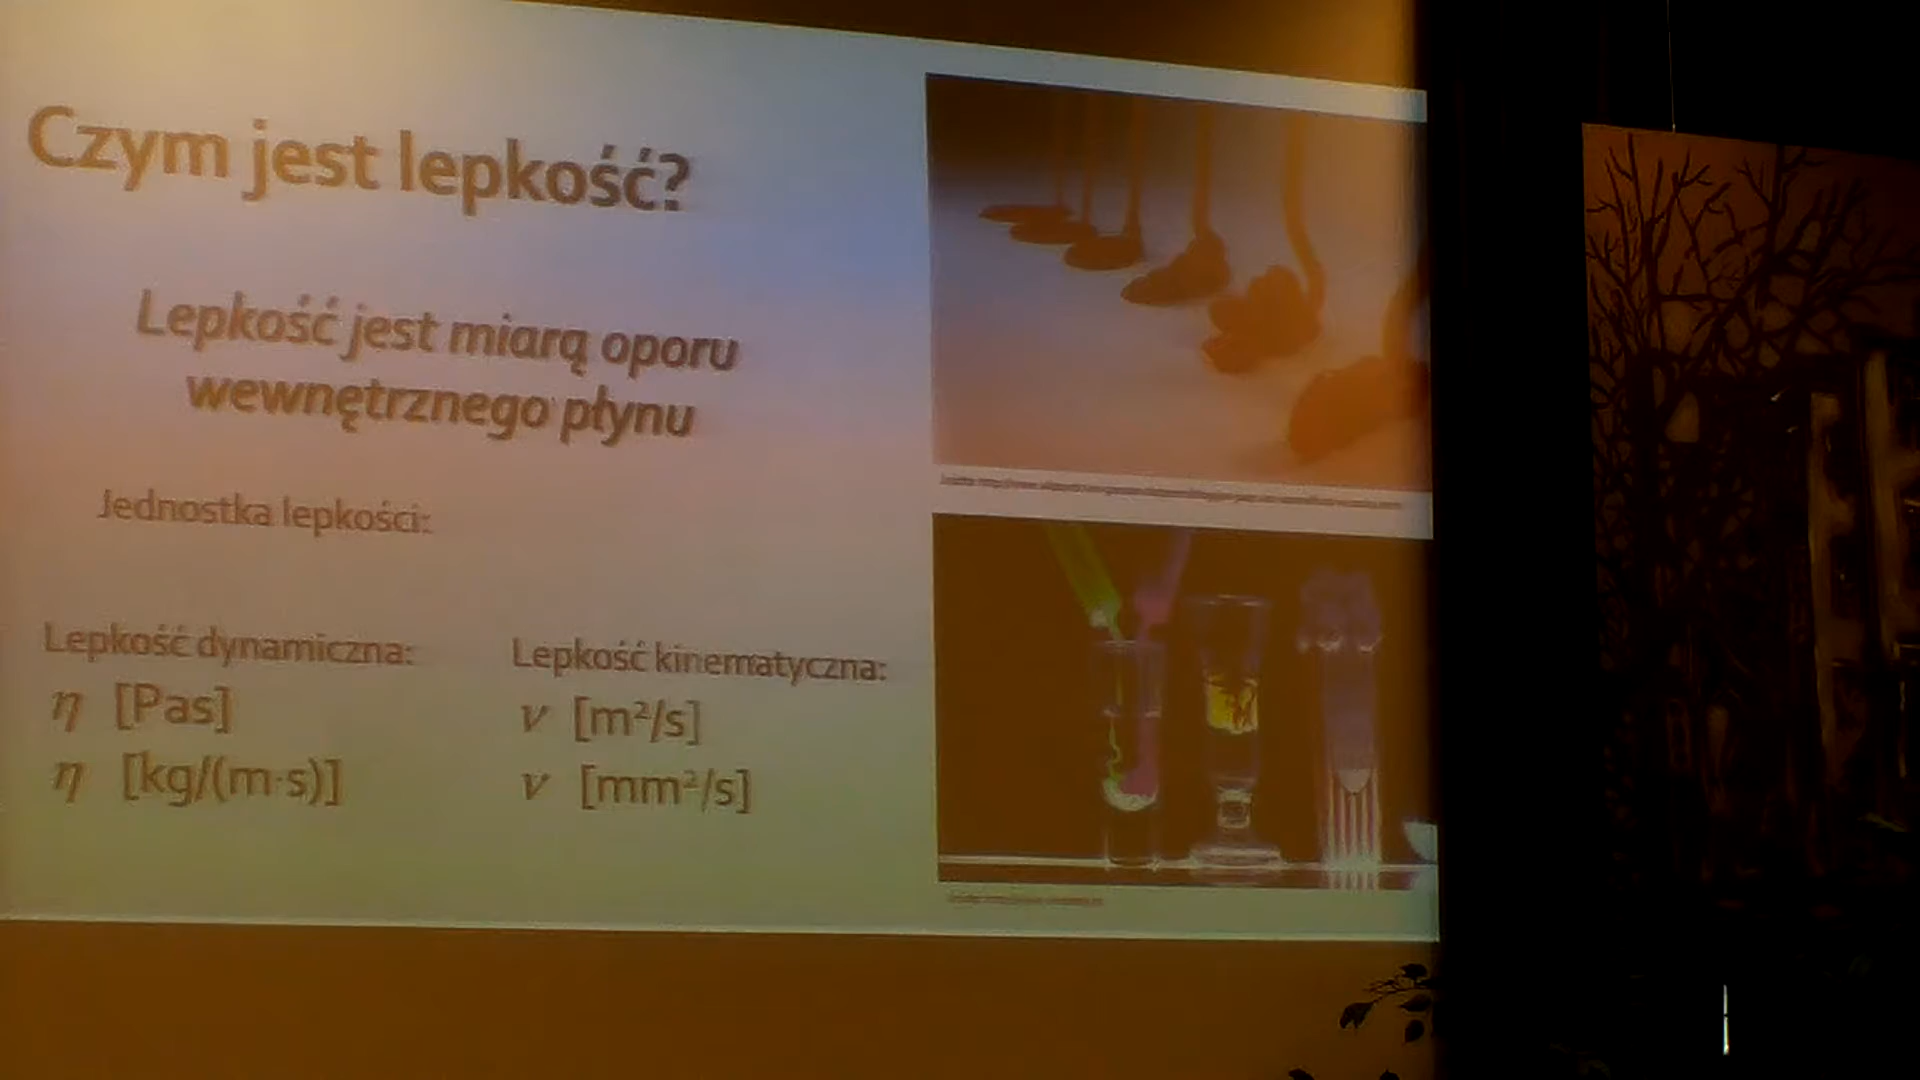 Czym jest lepkość?
Lepkość jest miarą oporu
wewnętrznego płynu
Jednostka lepkości:
Lepkość dynamiczna:
η [Pas]
η [kg/(m·s)]
Lepkość kinematyczna:
ν [m²/s]
ν [mm²/s]